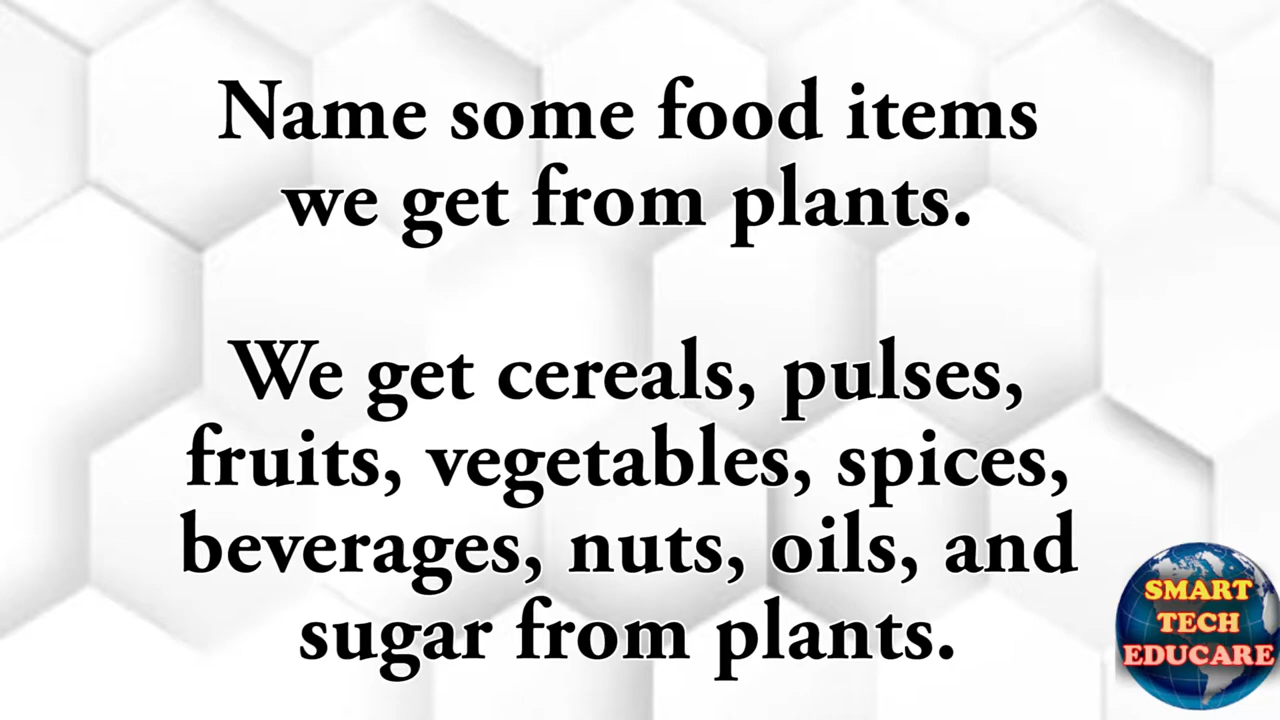 Name some food items
we get from plants.
We get cereals, pulses,
fruits, vegetables, spices,
beverages, nuts, oils, and
sugar from plants.
SMART
TECH
EDUCARE